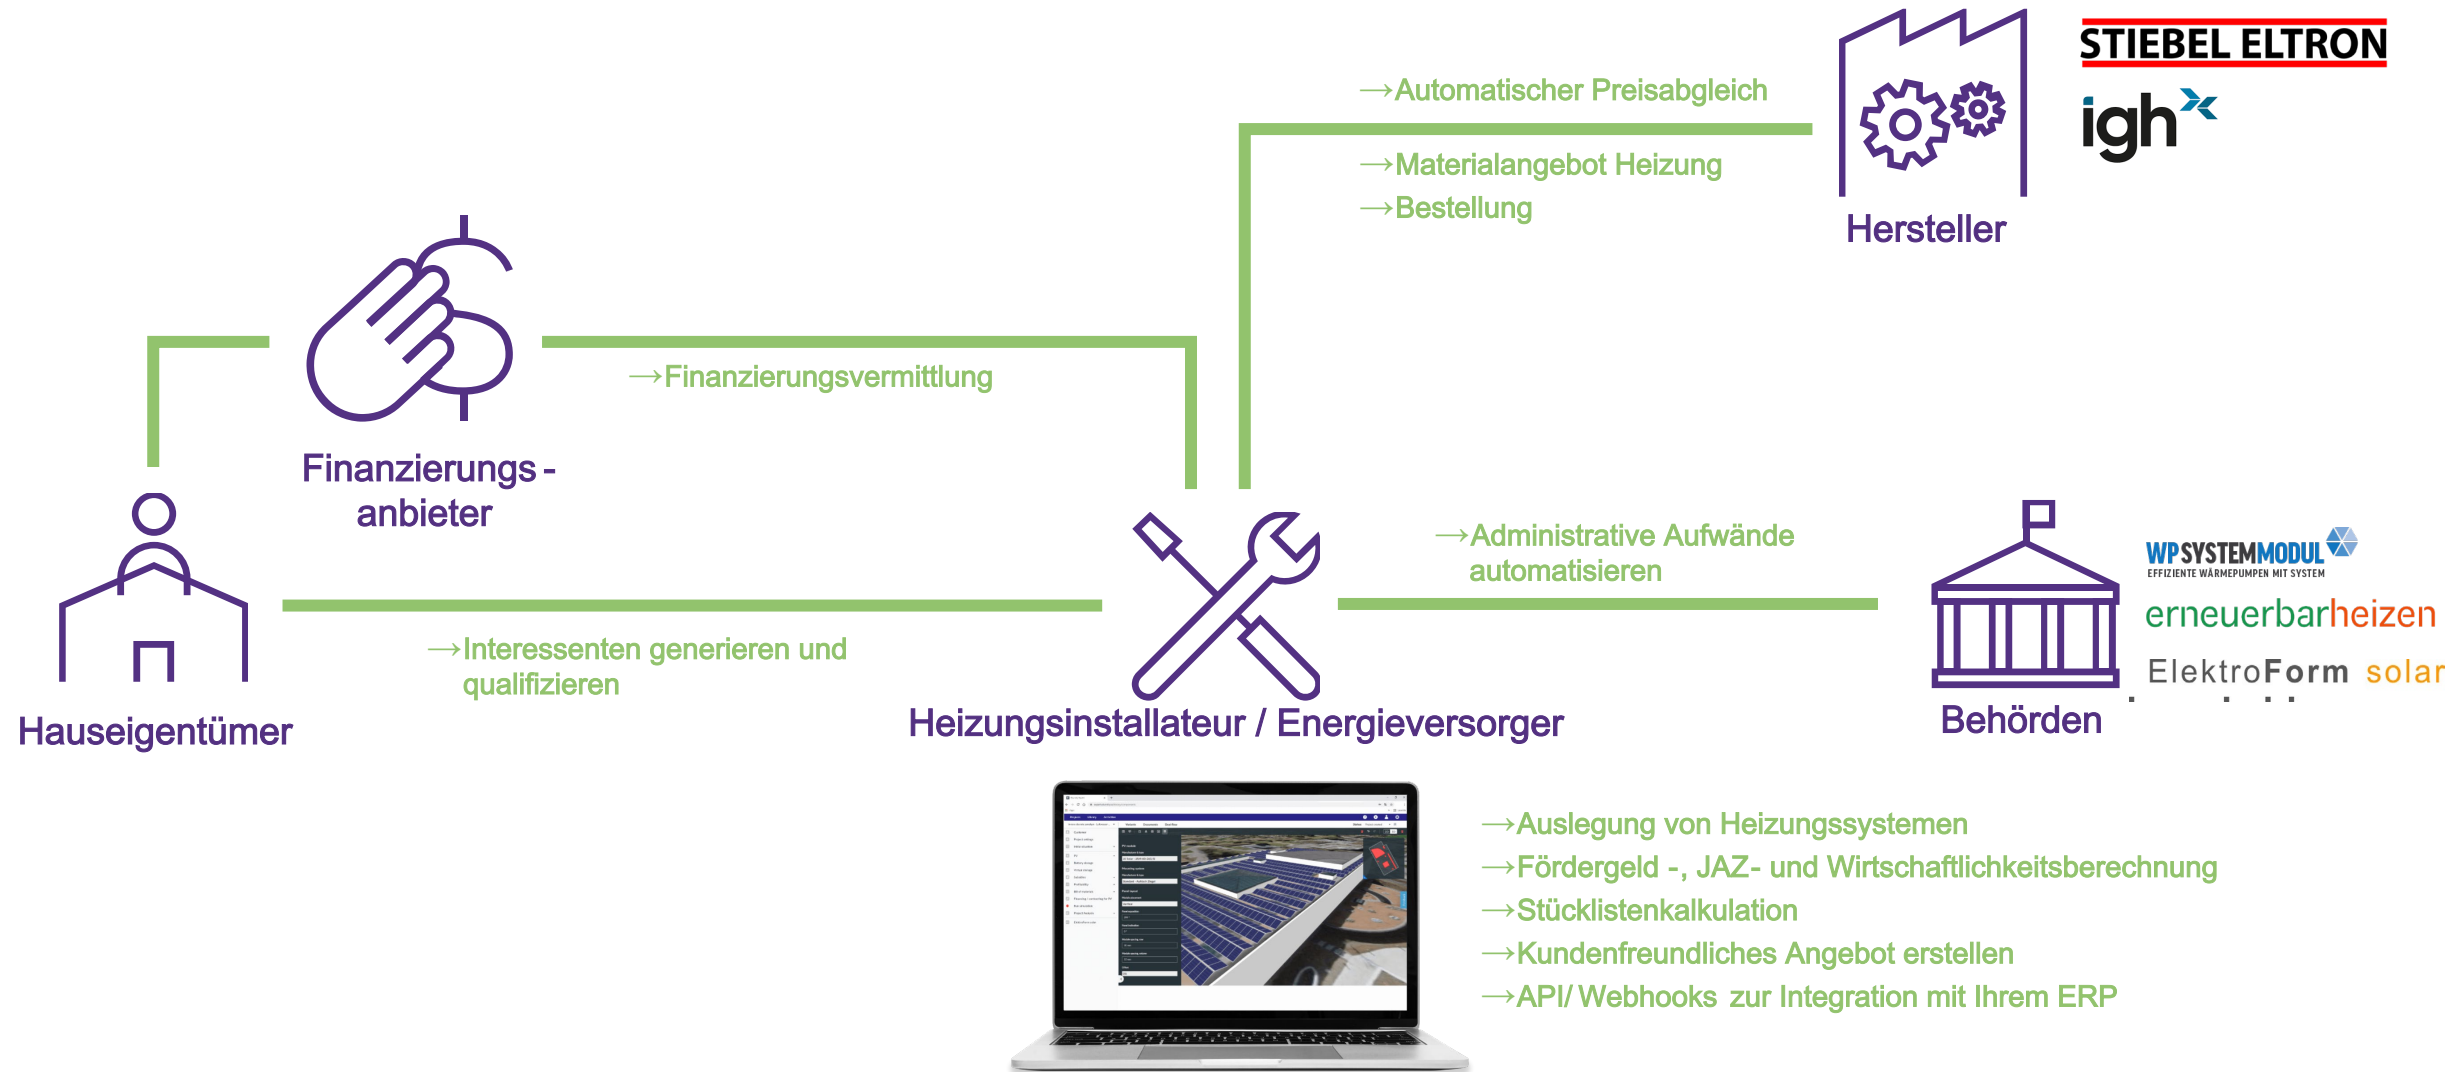 STIEBEL ELTRON
igh
→Automatischer Preisabgleich
→Materialangebot Heizung
→Bestellung
Hersteller
→Finanzierungsvermittlung
Finanzierungs-
anbieter
→Administrative Aufwände
automatisieren
WPSYSTEMMODUL
EFFIZIENTE WÄRMEPUMPEN MIT SYSTEM
erneuerbarheizen
ElektroForm solar
→Interessenten generieren und
qualifizieren
Hauseigentümer
Heizungsinstallateur / Energieversorger
Behörden
→Auslegung von Heizungssystemen
→Fördergeld -, JAZ- und Wirtschaftlichkeitsberechnung
→Stücklistenkalkulation
→Kundenfreundliches Angebot erstellen
→API/ Webhooks zur Integration mit Ihrem ERP